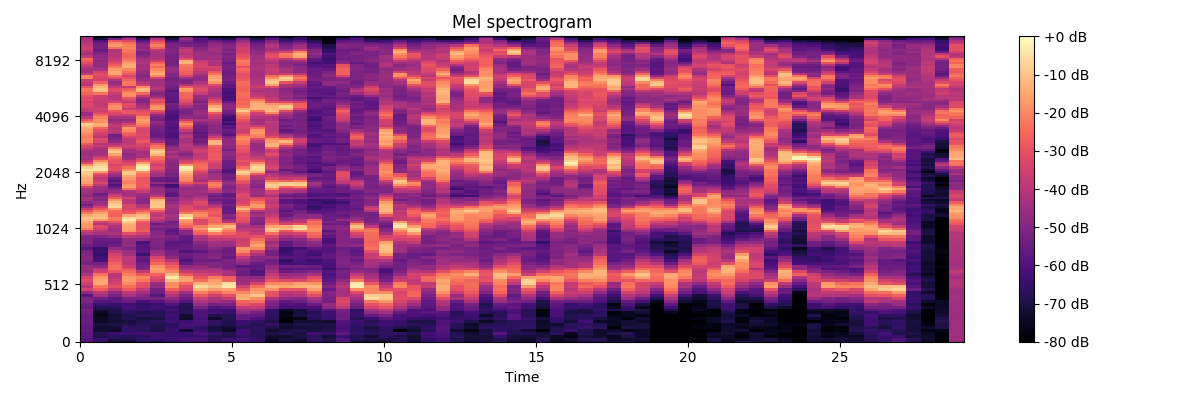 Mel spectrogram
Hz
8192
4096
2048
1024
512
0
0 5 10 15 20 25
Time
+0 dB
-10 dB
-20 dB
-30 dB
-40 dB
-50 dB
-60 dB
-70 dB
-80 dB